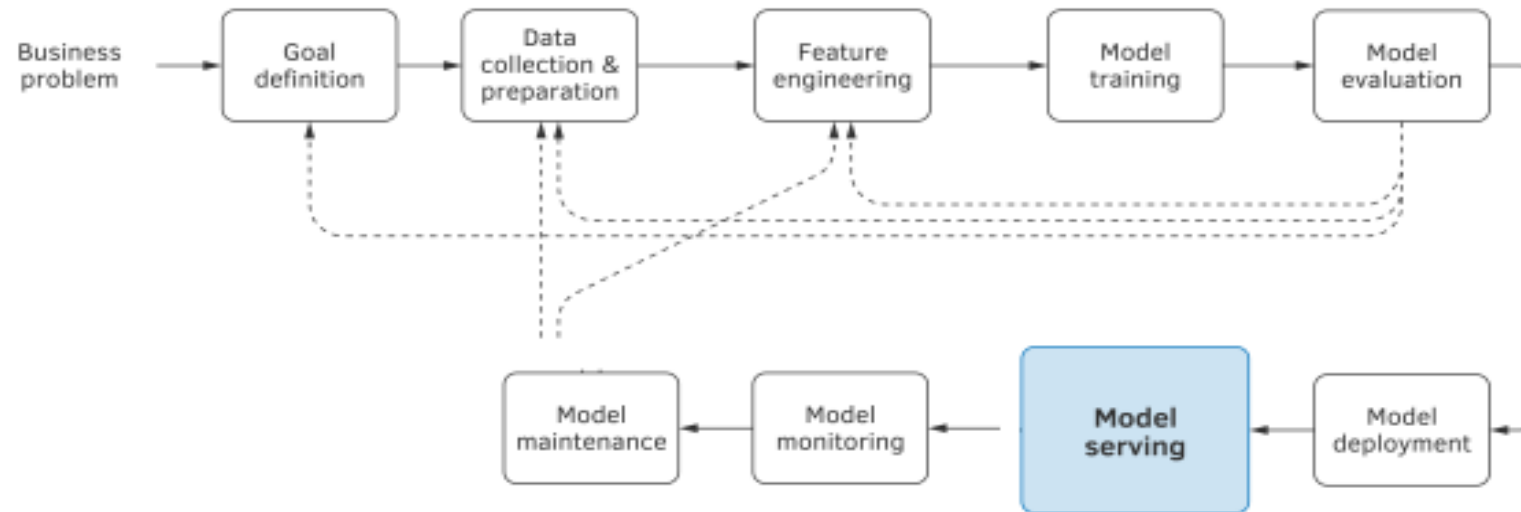 Business
problem
Goal
definition
Data
collection &
preparation
Feature
engineering
Model
training
Model
evaluation
Model
maintenance
Model
monitoring
Model
serving
Model
deployment